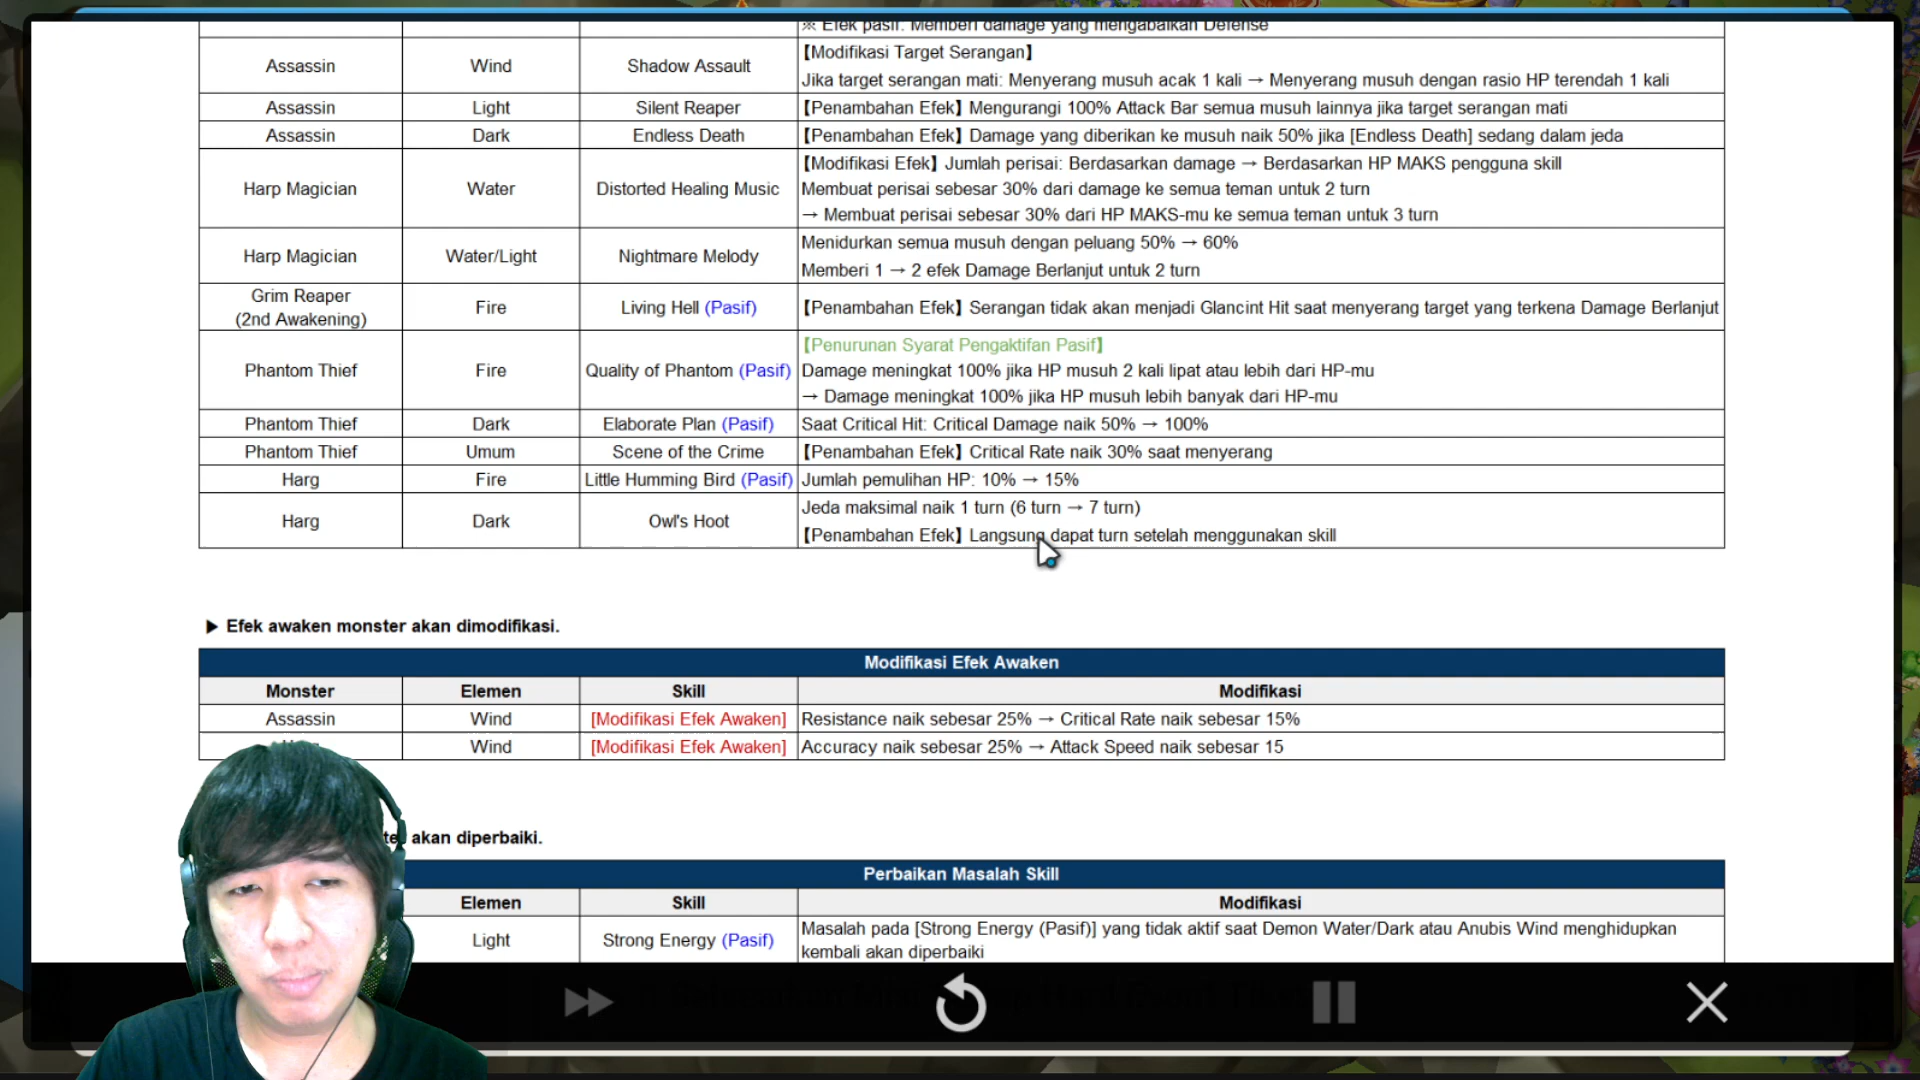 ※ Efek pasif: Memberi damage yang mengabaikan Defense
Assassin Wind Shadow Assault 【Modifikasi Target Serangan】
Jika target serangan mati: Menyerang musuh acak 1 kali → Menyerang musuh dengan rasio HP terendah 1 kali
Assassin Light Silent Reaper 【Penambahan Efek】 Mengurangi 100% Attack Bar semua musuh lainnya jika target serangan mati
Assassin Dark Endless Death 【Penambahan Efek】 Damage yang diberikan ke musuh naik 50% jika [Endless Death] sedang dalam jeda
Harp Magician Water Distorted Healing Music 【Modifikasi Efek】 Jumlah perisai: Berdasarkan damage → Berdasarkan HP MAKS pengguna skill
Membuat perisai sebesar 30% dari damage ke semua teman untuk 2 turn
→ Membuat perisai sebesar 30% dari HP MAKS-mu ke semua teman untuk 3 turn
Harp Magician Water/Light Nightmare Melody Menidurkan semua musuh dengan peluang 50% → 60%
Memberi 1 → 2 efek Damage Berlanjut untuk 2 turn
Grim Reaper
(2nd Awakening) Fire Living Hell (Pasif) 【Penambahan Efek】 Serangan tidak akan menjadi Glancint Hit saat menyerang target yang terkena Damage Berlanjut
Phantom Thief Fire Quality of Phantom (Pasif) 【Penurunan Syarat Pengaktifan Pasif】
Damage meningkat 100% jika HP musuh 2 kali lipat atau lebih dari HP-mu
→ Damage meningkat 100% jika HP musuh lebih banyak dari HP-mu
Phantom Thief Dark Elaborate Plan (Pasif) Saat Critical Hit: Critical Damage naik 50% → 100%
Phantom Thief Umum Scene of the Crime 【Penambahan Efek】 Critical Rate naik 30% saat menyerang
Harg Fire Little Humming Bird (Pasif) Jumlah pemulihan HP: 10% → 15%
Harg Dark Owl's Hoot Jeda maksimal naik 1 turn (6 turn → 7 turn)
【Penambahan Efek】 Langsung dapat turn setelah menggunakan skill
▶ Efek awaken monster akan dimodifikasi.
Modifikasi Efek Awaken
Monster Elemen Skill Modifikasi
Assassin Wind [Modifikasi Efek Awaken] Resistance naik sebesar 25% → Critical Rate naik sebesar 15%
Wind [Modifikasi Efek Awaken] Accuracy naik sebesar 25% → Attack Speed naik sebesar 15
akan diperbaiki.
Perbaikan Masalah Skill
Elemen Skill Modifikasi
Light Strong Energy (Pasif) Masalah pada [Strong Energy (Pasif)] yang tidak aktif saat Demon Water/Dark atau Anubis Wind menghidupkan
kembali akan diperbaiki